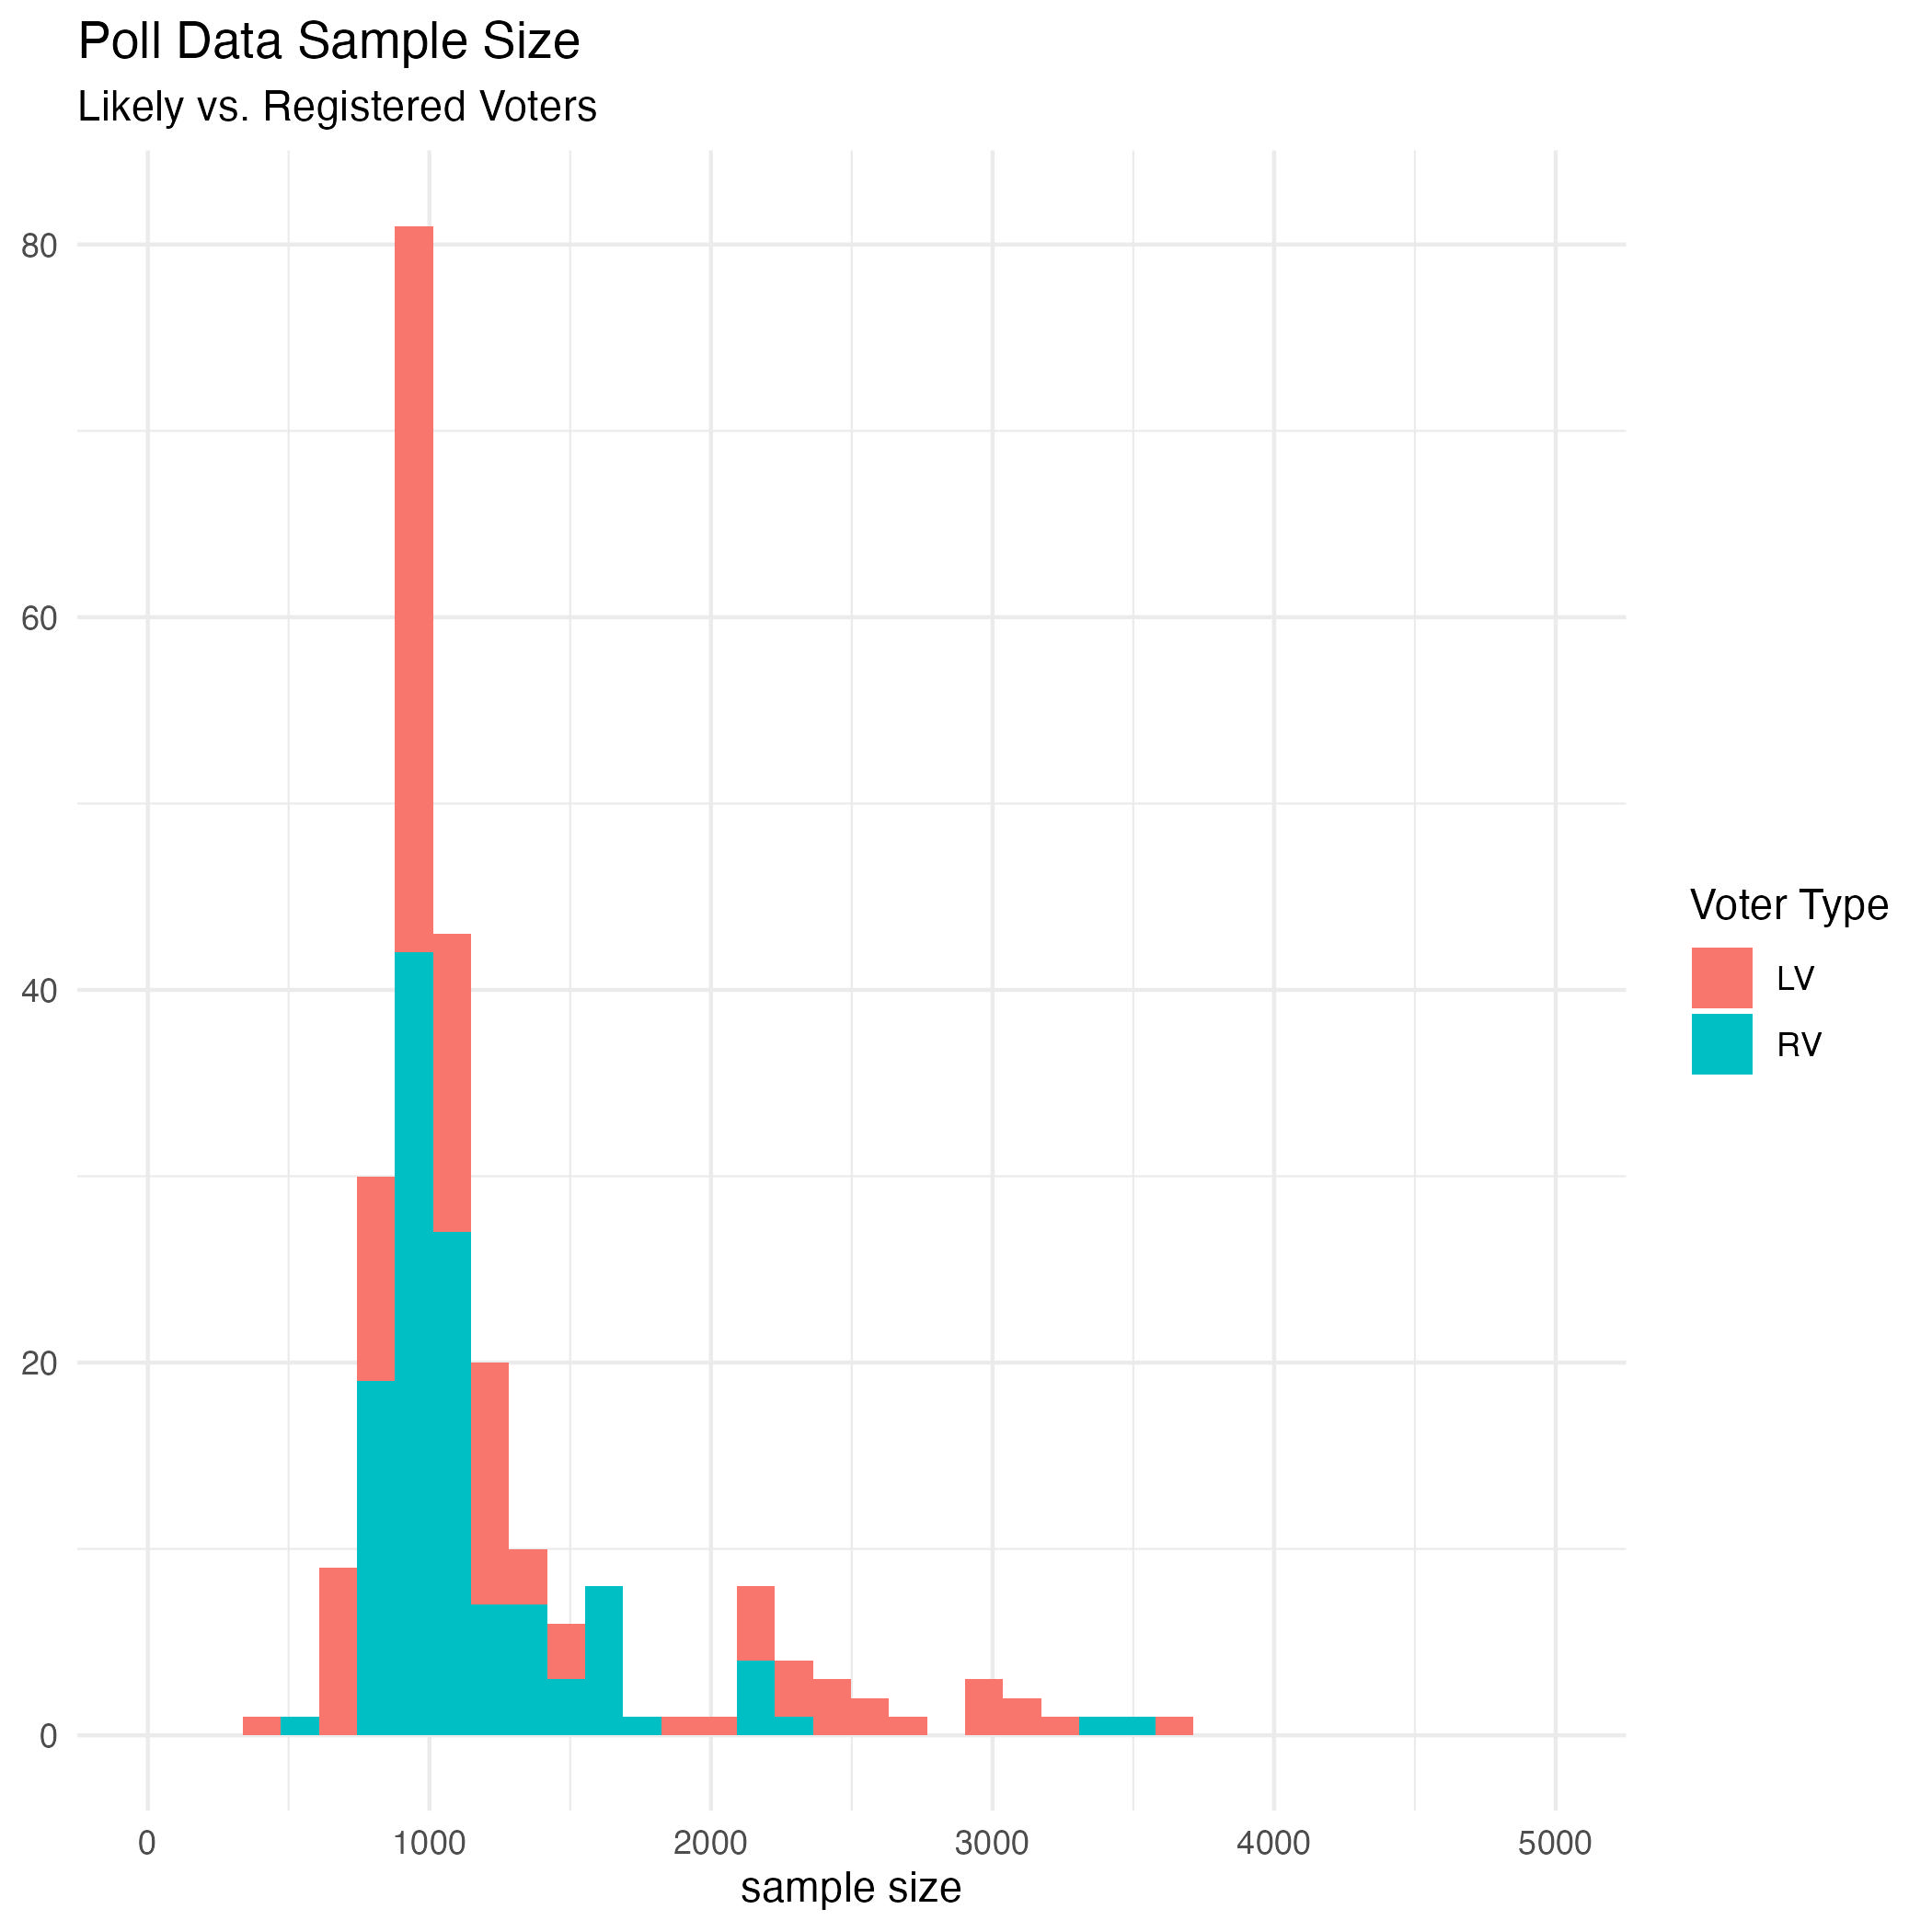 Poll Data Sample Size
Likely vs. Registered Voters
80
60
40
20
0
0 1000 2000 3000 4000 5000
sample size
Voter Type
LV
RV